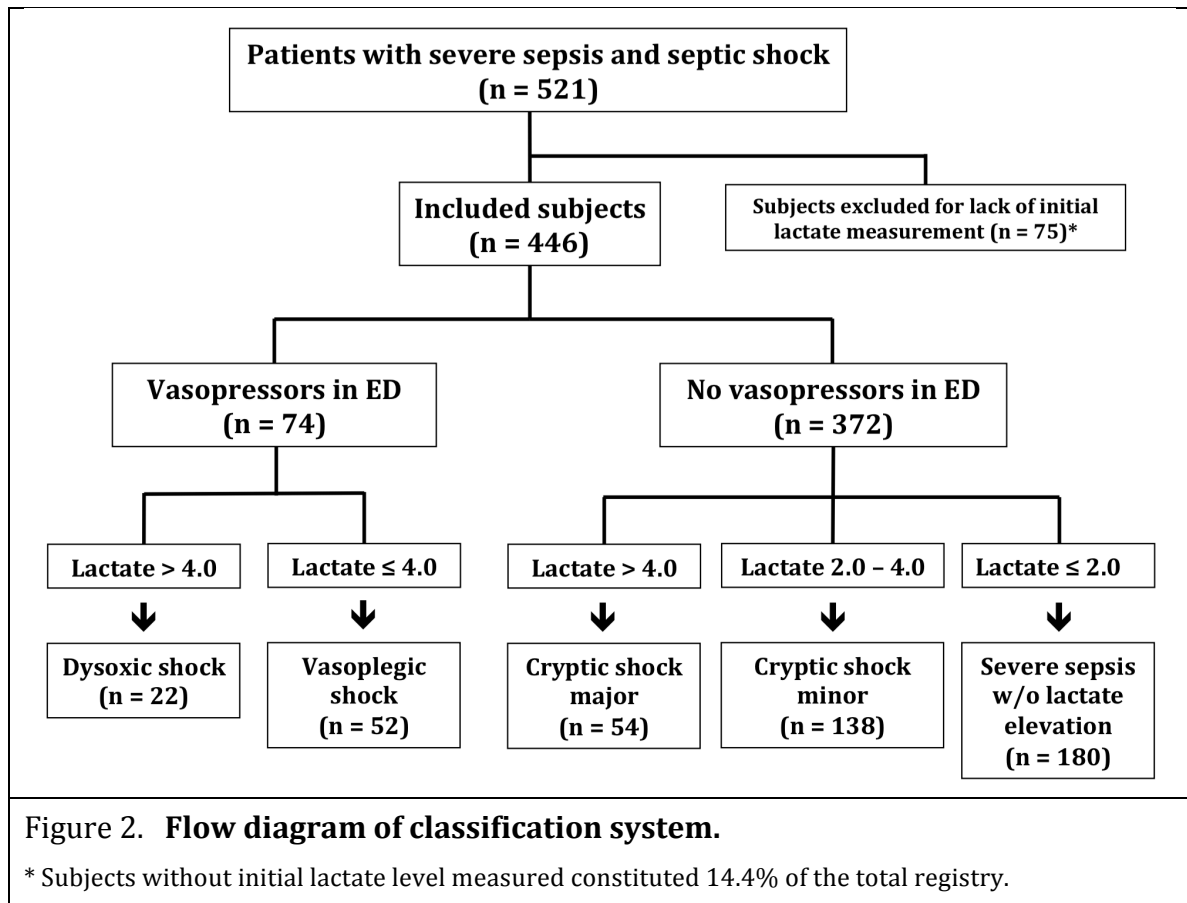 Patients with severe sepsis and septic shock
(n = 521)
Included subjects
(n = 446)
Subjects excluded for lack of initial
lactate measurement (n = 75)*
Vasopressors in ED
(n = 74)
No vasopressors in ED
(n = 372)
Lactate > 4.0
Lactate ≤ 4.0
Lactate > 4.0
Lactate 2.0 – 4.0
Lactate ≤ 2.0
Dysoxic shock
(n = 22)
Vasoplegic
shock
(n = 52)
Cryptic shock
major
(n = 54)
Cryptic shock
minor
(n = 138)
Severe sepsis
w/o lactate
elevation
(n = 180)
Figure 2. Flow diagram of classification system.
* Subjects without initial lactate level measured constituted 14.4% of the total registry.